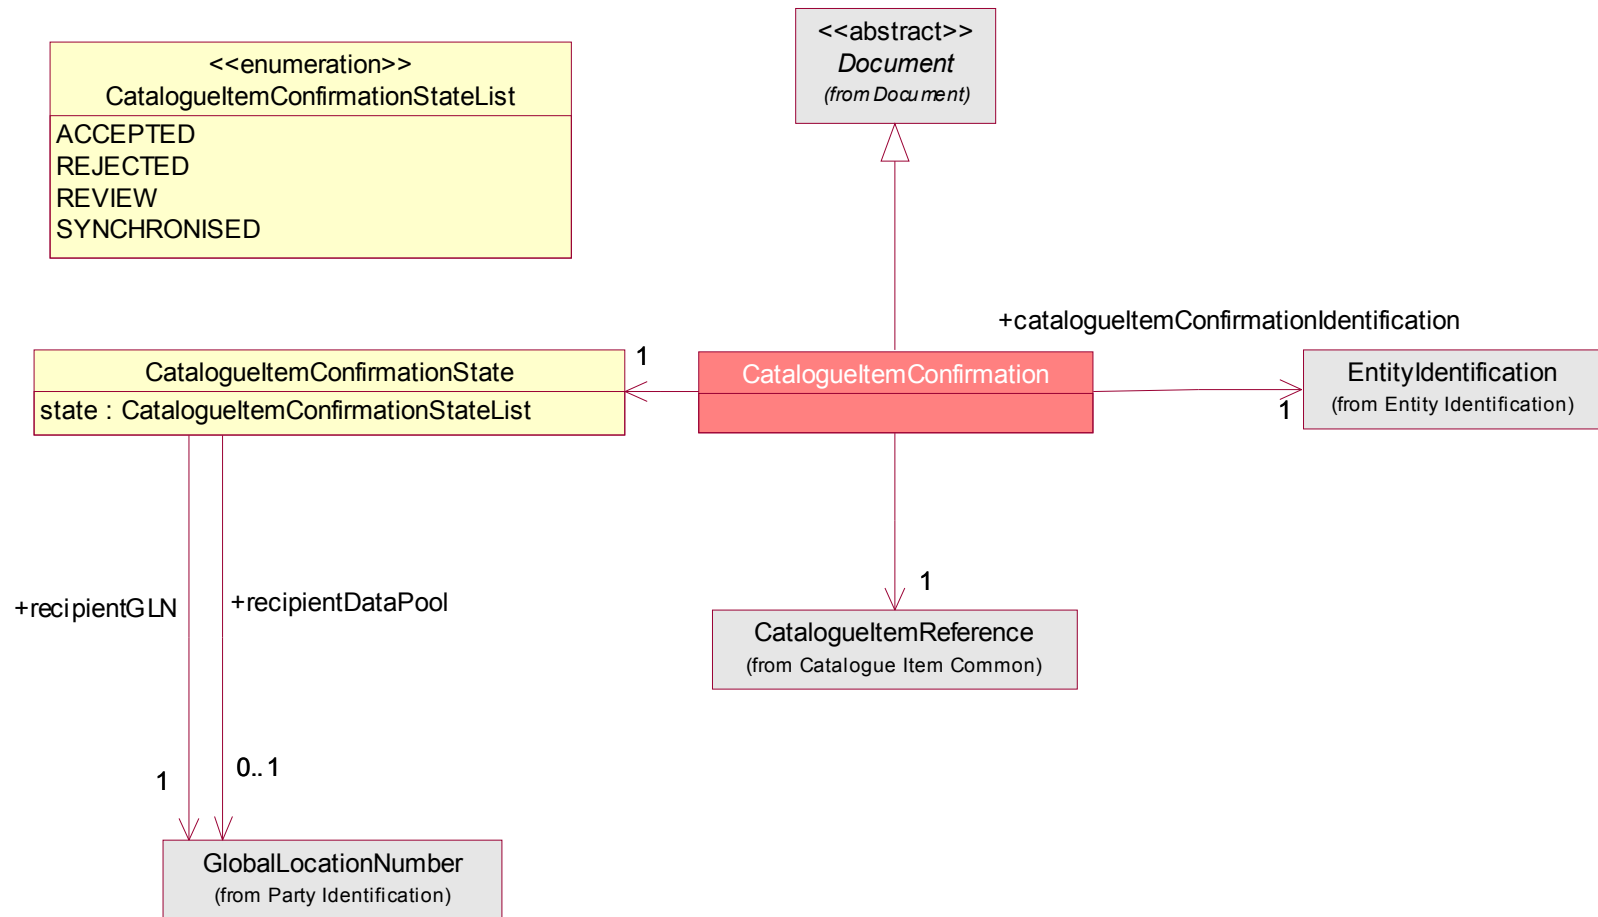 <<abstract>>
Document
(from Document)
<<enumeration>>
CatalogueItemConfirmationStateList
ACCEPTED
REJECTED
REVIEW
SYNCHRONISED
+catalogueItemConfirmationIdentification
CatalogueItemConfirmationState
state : CatalogueItemConfirmationStateList
1
CatalogueItemConfirmation
1
EntityIdentification
(from Entity Identification)
+recipientGLN
+recipientDataPool
1
CatalogueItemReference
(from Catalogue Item Common)
1
0..1
GlobalLocationNumber
(from Party Identification)